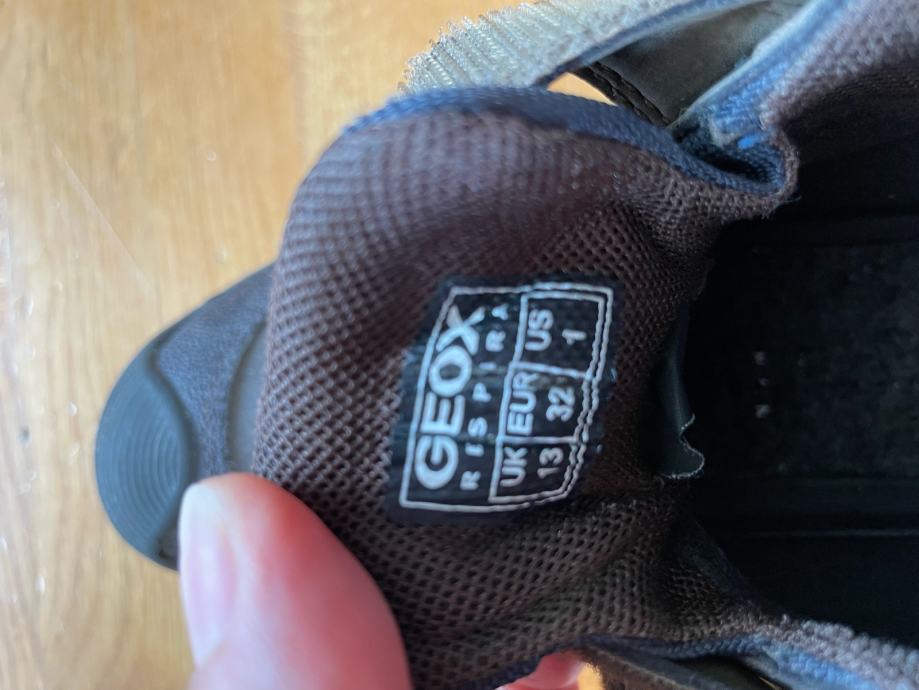 GEOX
RESPIRA
UK EUR US
13 32 1